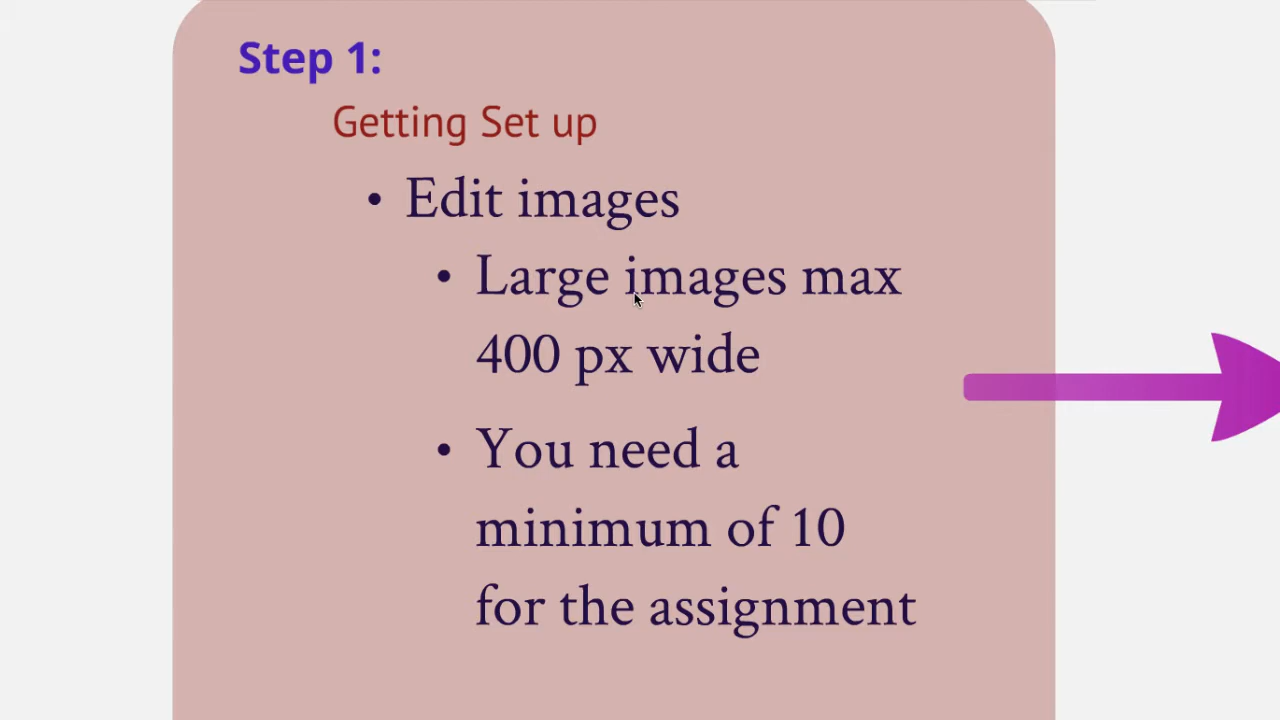 Step 1:
Getting Set up
• Edit images
• Large images max
400 px wide
• You need a
minimum of 10
for the assignment